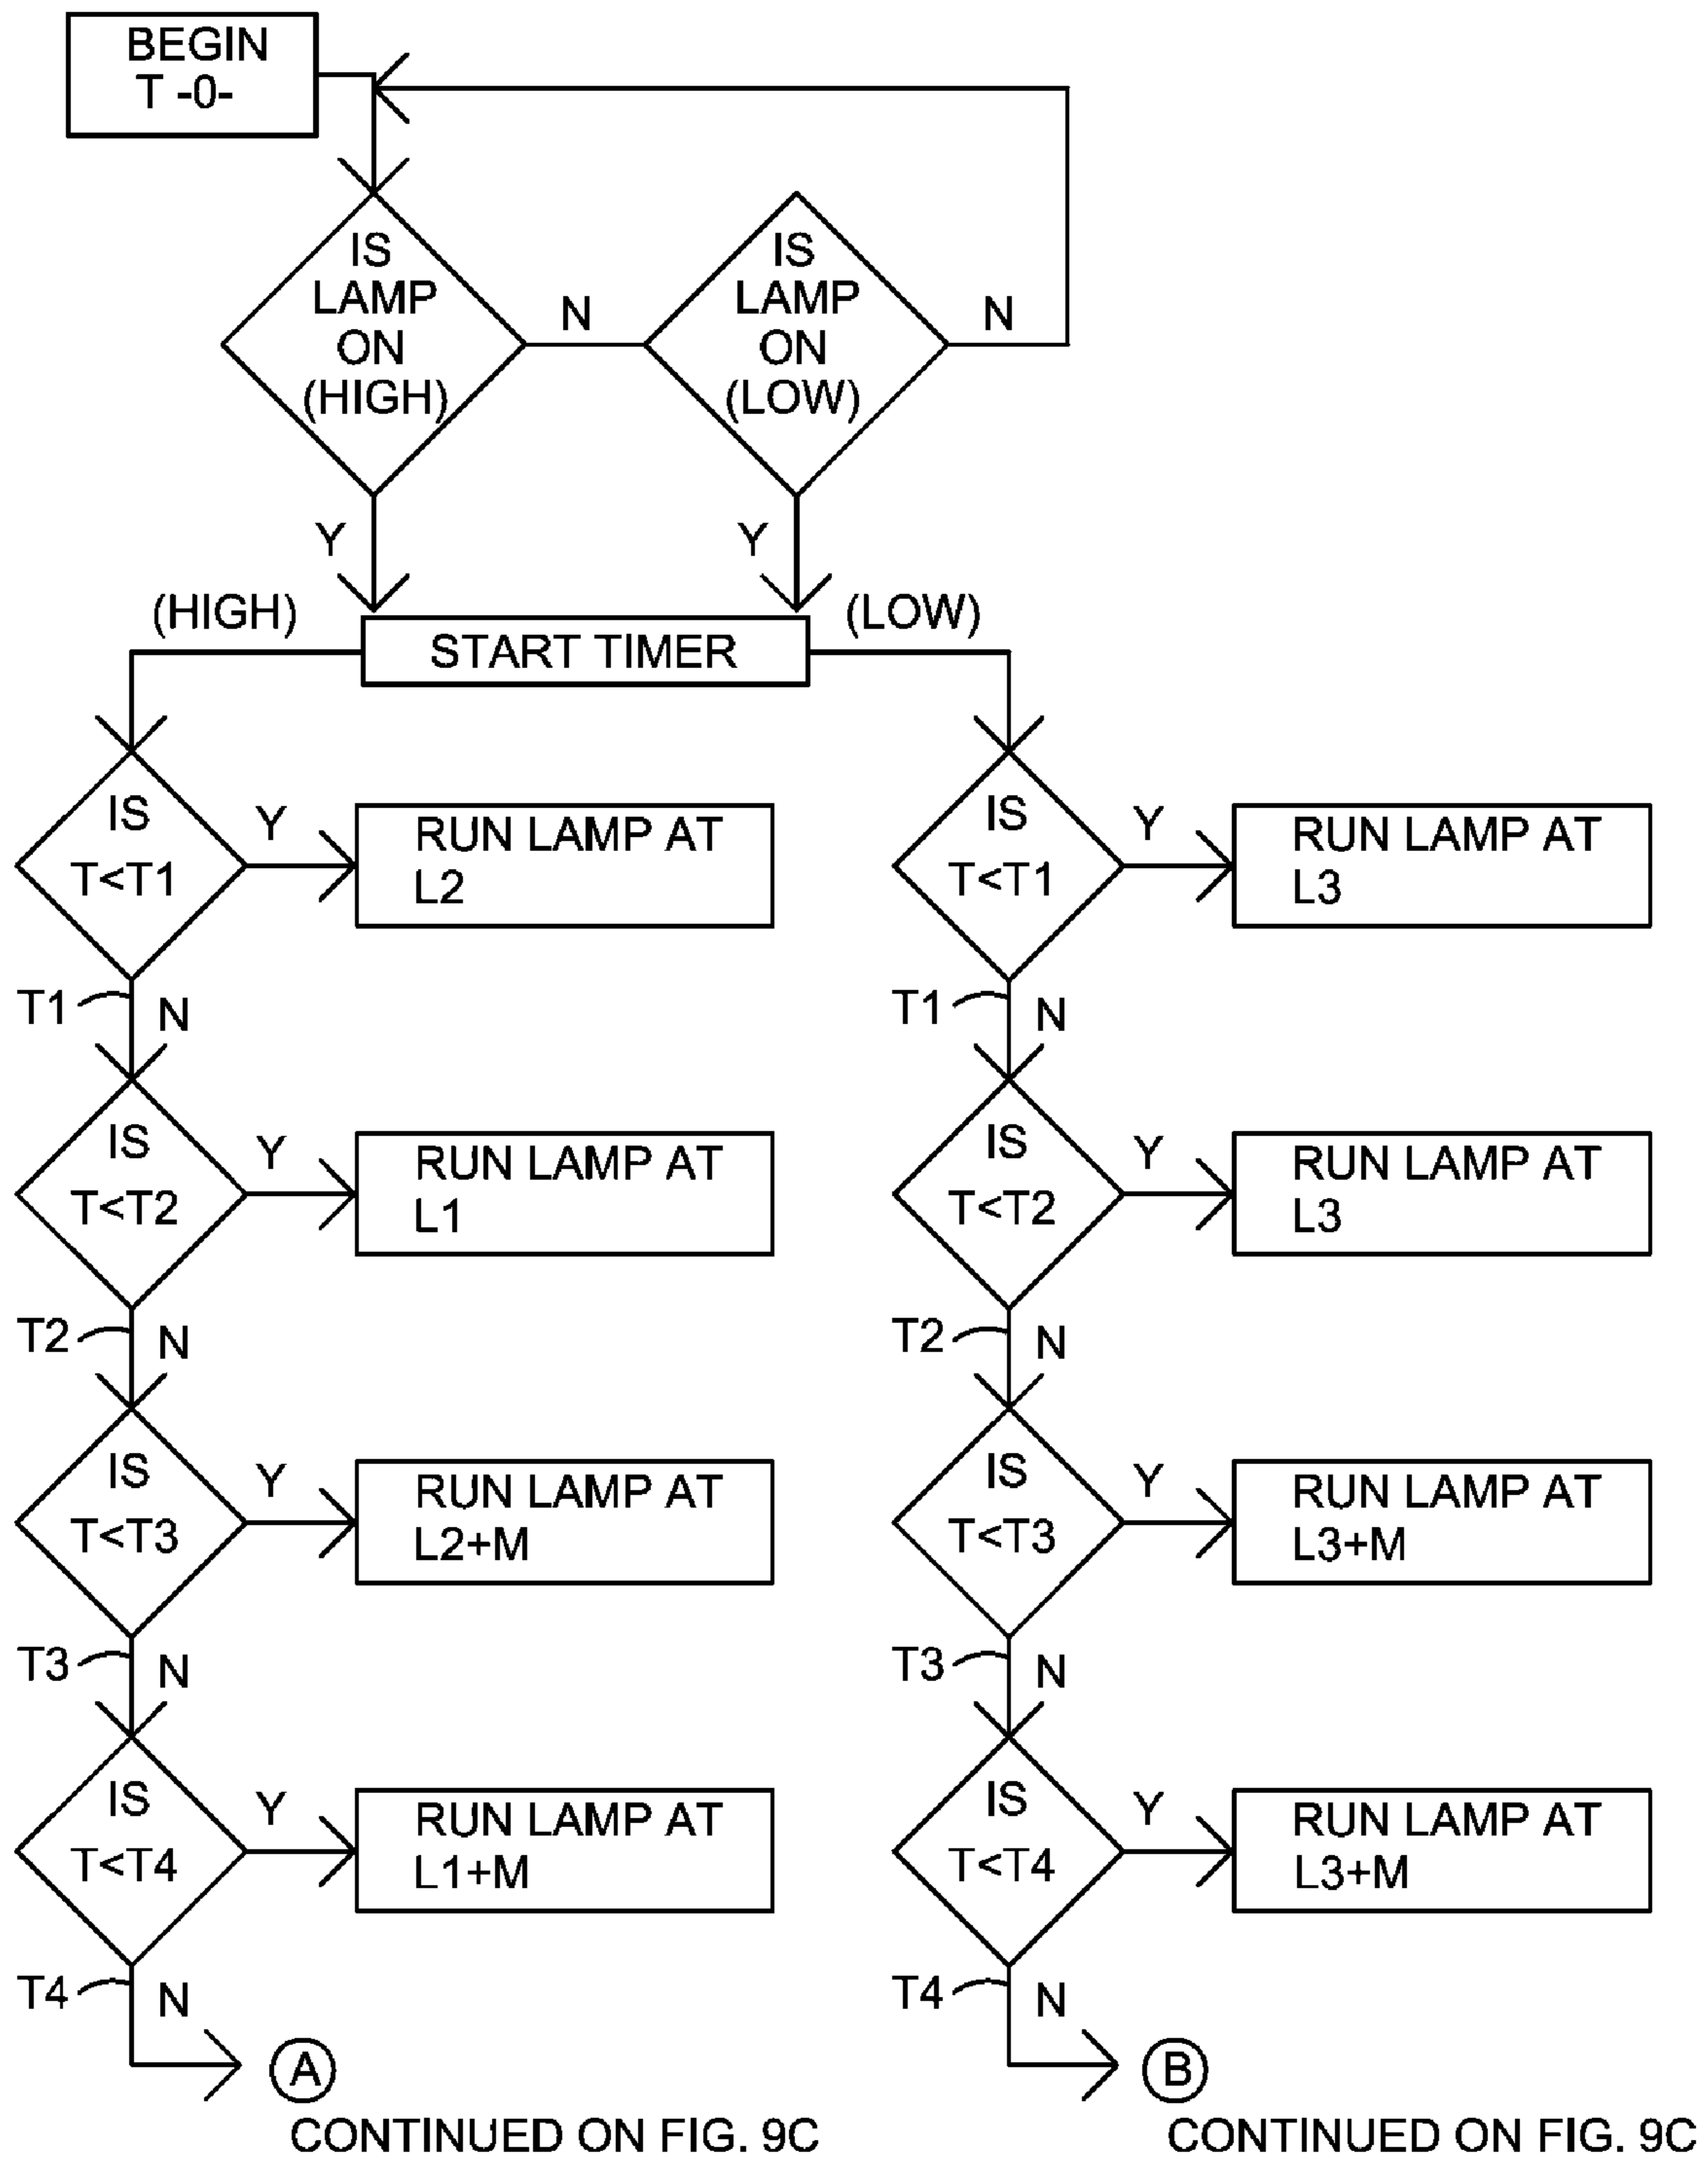 BEGIN
T -0-
IS
LAMP
ON
(HIGH)
N
IS
LAMP
ON
(LOW)
N
Y
Y
(HIGH)
START TIMER
(LOW)
IS
T<T1
Y
RUN LAMP AT
L2
T1
N
IS
T<T2
Y
RUN LAMP AT
L1
T2
N
IS
T<T3
Y
RUN LAMP AT
L2+M
T3
N
IS
T<T4
Y
RUN LAMP AT
L1+M
T4
N
A
CONTINUED ON FIG. 9C
IS
T<T1
Y
RUN LAMP AT
L3
T1
N
IS
T<T2
Y
RUN LAMP AT
L3
T2
N
IS
T<T3
Y
RUN LAMP AT
L3+M
T3
N
IS
T<T4
Y
RUN LAMP AT
L3+M
T4
N
B
CONTINUED ON FIG. 9C